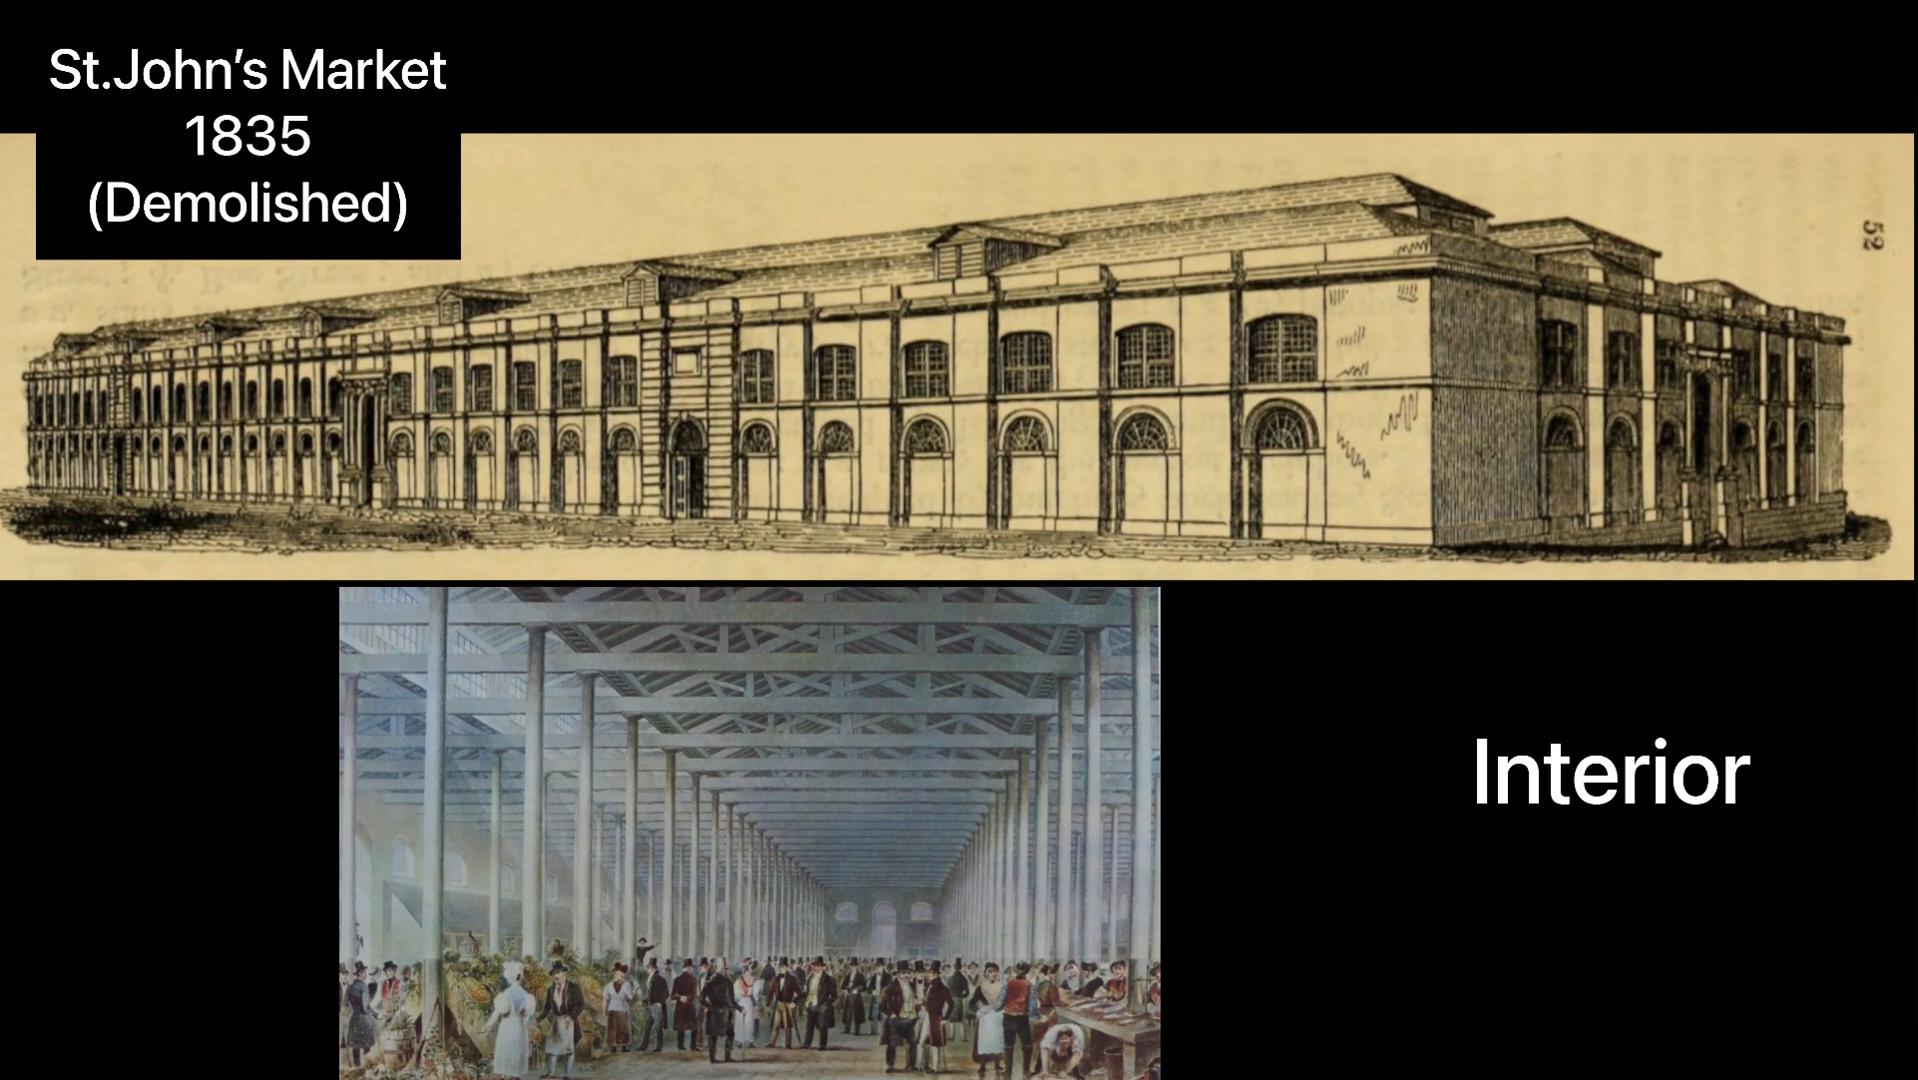 St.John’s Market
1835
(Demolished)
52
Interior